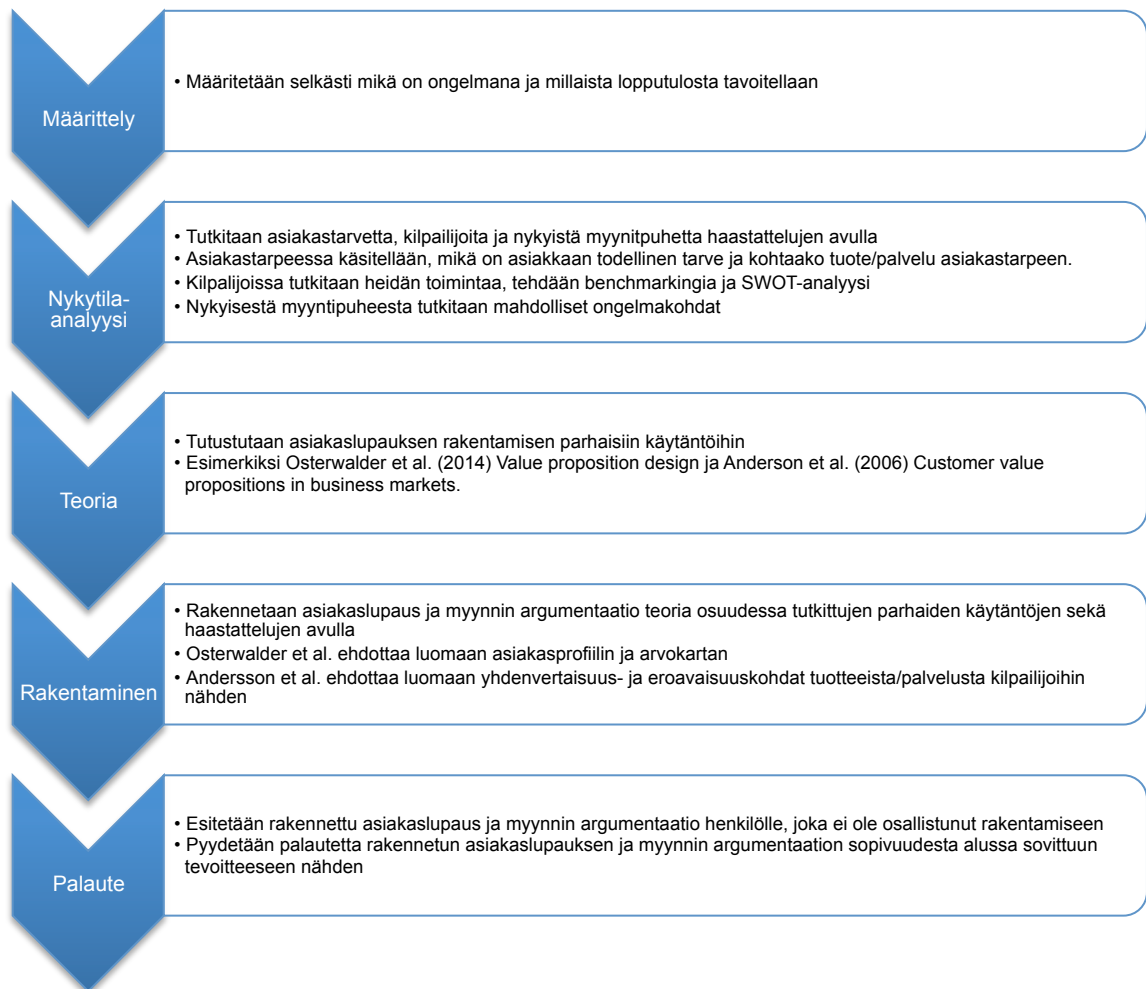 Määrittely
• Määritetään selkästi mikä on ongelmana ja millaista lopputulosta tavoitellaan
Nykytila-
analyysi
• Tutkitaan asiakastarvetta, kilpailijoita ja nykyistä myynitpuhetta haastattelujen avulla
• Asiakastarpeessa käsitellään, mikä on asiakkaan todellinen tarve ja kohtaako tuote/palvelu asiakastarpeen.
• Kilpalijoissa tutkitaan heidän toimintaa, tehdään benchmarkingia ja SWOT-analyysi
• Nykyisestä myyntipuheesta tutkitaan mahdolliset ongelmakohdat
Teoria
• Tutustutaan asiakaslupauksen rakentamisen parhaisiin käytäntöihin
• Esimerkiksi Osterwalder et al. (2014) Value proposition design ja Anderson et al. (2006) Customer value
propositions in business markets.
Rakentaminen
• Rakennetaan asiakaslupaus ja myynnin argumentaatio teoria osuudessa tutkittujen parhaiden käytäntöjen sekä
haastattelujen avulla
• Osterwalder et al. ehdottaa luomaan asiakasprofiilin ja arvokartan
• Andersson et al. ehdottaa luomaan yhdenvertaisuus- ja eroavaisuuskohdat tuotteeista/palvelusta kilpailijoihin
nähden
Palaute
• Esitetään rakennettu asiakaslupaus ja myynnin argumentaatio henkilölle, joka ei ole osallistunut rakentamiseen
• Pyydetään palautetta rakennetun asiakaslupauksen ja myynnin argumentaation sopivuudesta alussa sovittuun
tevoitteeseen nähden